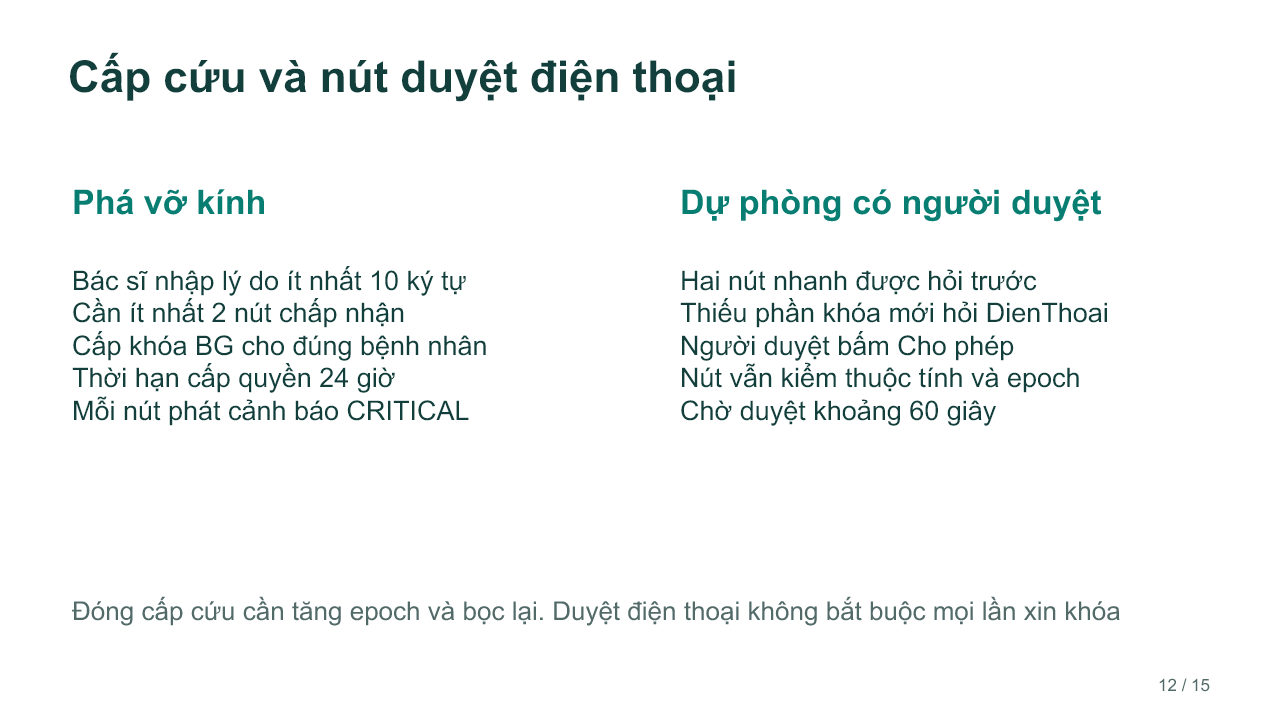 Cấp cứu và nút duyệt điện thoại
Phá vỡ kính
Bác sĩ nhập lý do ít nhất 10 ký tự
Cần ít nhất 2 nút chấp nhận
Cấp khóa BG cho đúng bệnh nhân
Thời hạn cấp quyền 24 giờ
Mỗi nút phát cảnh báo CRITICAL
Dự phòng có người duyệt
Hai nút nhanh được hỏi trước
Thiếu phần khóa mới hỏi DienThoai
Người duyệt bấm Cho phép
Nút vẫn kiểm thuộc tính và epoch
Chờ duyệt khoảng 60 giây
Đóng cấp cứu cần tăng epoch và bọc lại. Duyệt điện thoại không bắt buộc mọi lần xin khóa
12 / 15